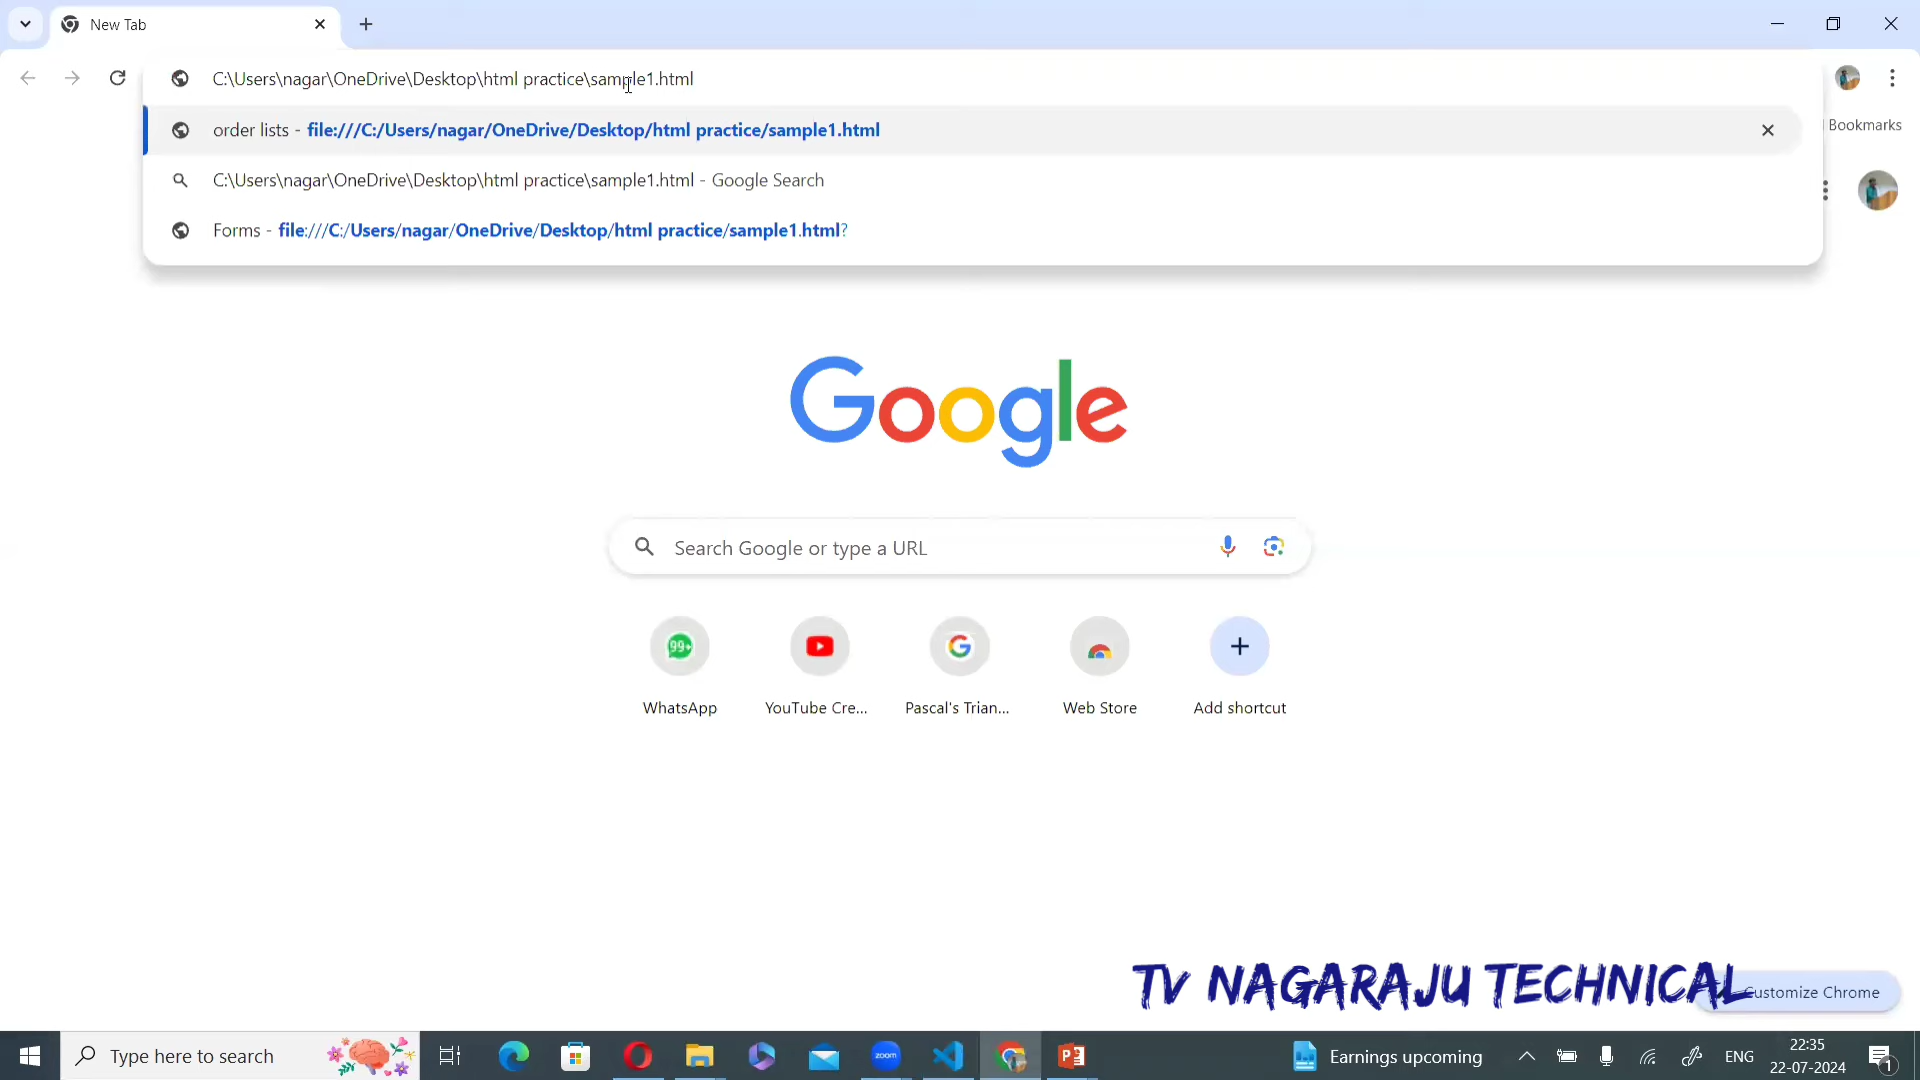 New Tab
C:\Users\nagar\OneDrive\Desktop\html practice\sample1.html
order lists - file:///C:/Users/nagar/OneDrive/Desktop/html practice/sample1.html
Bookmarks
C:\Users\nagar\OneDrive\Desktop\html practice\sample1.html - Google Search
Forms - file:///C:/Users/nagar/OneDrive/Desktop/html practice/sample1.html?
Google
Search Google or type a URL
99+
WhatsApp
YouTube Cre...
Pascal's Trian...
Web Store
Add shortcut
TV NAGARAJU TECHNICAL
Customize Chrome
Type here to search
zoom
Earnings upcoming
ENG
22:35
22-07-2024
1